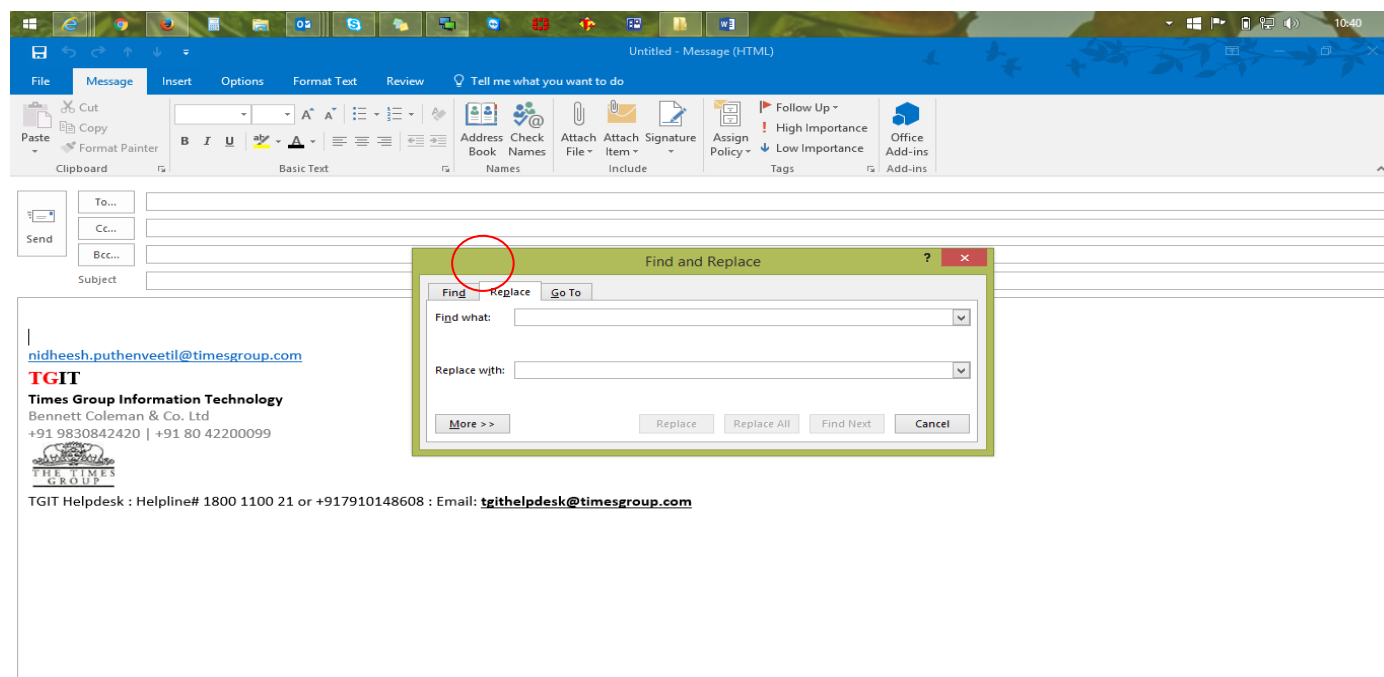 10:40
Untitled - Message (HTML)
File Message Insert Options Format Text Review Tell me what you want to do
Paste
Cut
Copy
Format Painter
Clipboard
B I U
Basic Text
Address Book
Check Names
Names
Attach File
Attach Item
Signature
Include
Assign Policy
Follow Up
High Importance
Low Importance
Tags
Office Add-ins
Add-ins
Send
To...
Cc...
Bcc...
Subject
Find and Replace
Find Replace Go To
Find what:
Replace with:
More >> Replace Replace All Find Next Cancel
nidheesh.puthenveetil@timesgroup.com
TGIT
Times Group Information Technology
Bennett Coleman & Co. Ltd
+91 9830842420 | +91 80 42200099
THE TIMES
GROUP
TGIT Helpdesk : Helpline# 1800 1100 21 or +917910148608 : Email: tgithelpdesk@timesgroup.com